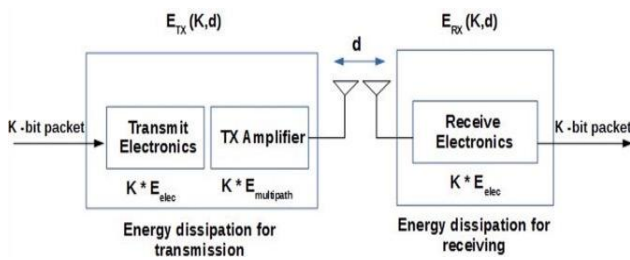 E_TX (K,d)
E_RX (K,d)
d
K -bit packet
Transmit
Electronics
TX Amplifier
K * E_elec
K * E_multipath
Receive
Electronics
K * E_elec
K -bit packet
Energy dissipation for
transmission
Energy dissipation for
receiving